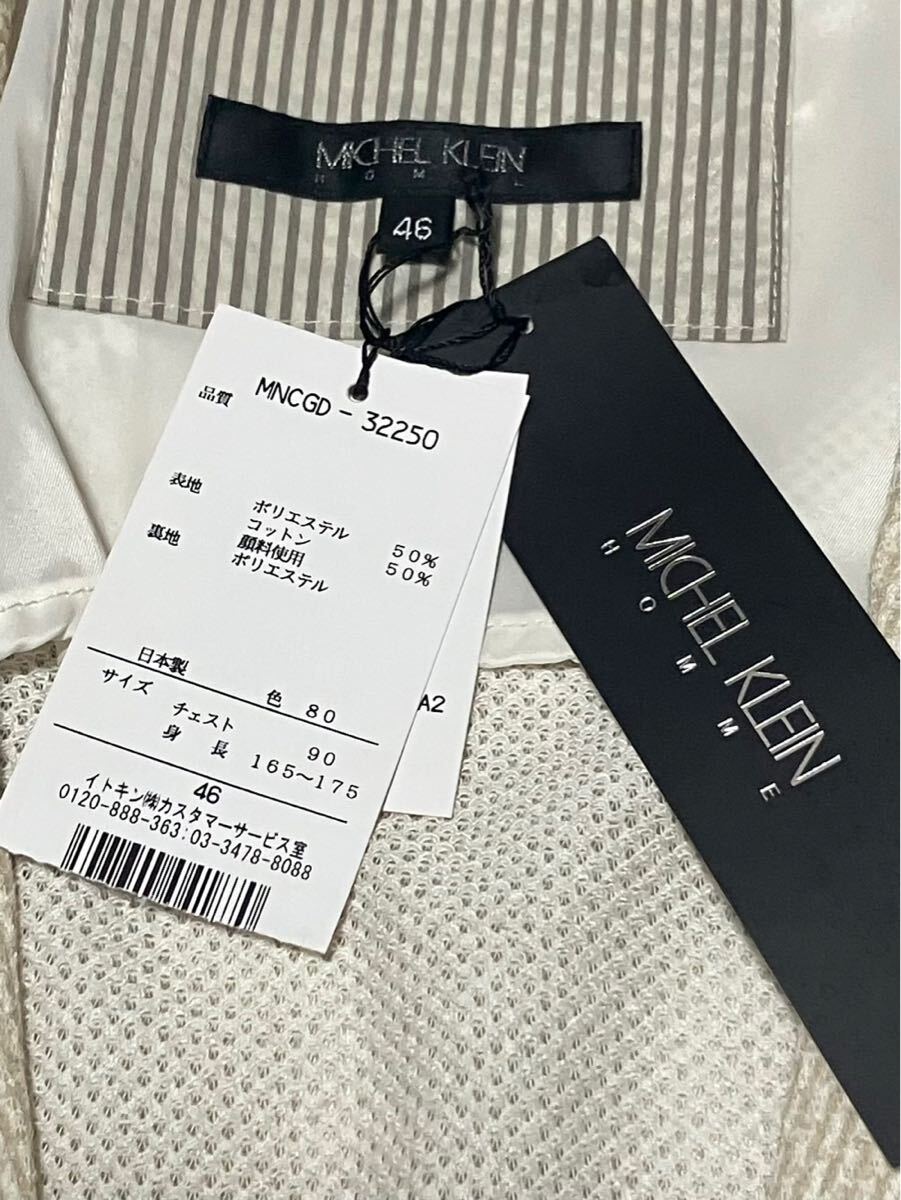 MICHEL KLEIN
HOMME
46
品質 MNCGD-32250
表地 ポリエステル 50%
コットン 50%
顔料使用
裏地 ポリエステル
日本製 色 80
サイズ
チェスト 90
身長 165〜175
46
イトキン㈱カスタマーサービス室
0120-888-363:03-3478-8088
A2
MICHEL KLEIN
HOMME